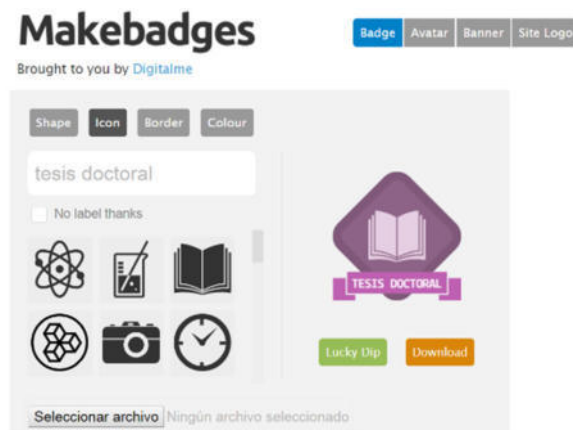 Makebadges
Badge Avatar Banner Site Logo
Brought to you by Digitalme
Shape Icon Border Colour
tesis doctoral
No label thanks
TESIS DOCTORAL
Lucky Dip Download
Seleccionar archivo Ningún archivo seleccionado